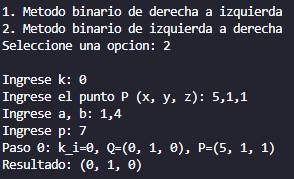 1. Metodo binario de derecha a izquierda
2. Metodo binario de izquierda a derecha
Seleccione una opcion: 2
Ingrese k: 0
Ingrese el punto P (x, y, z): 5,1,1
Ingrese a, b: 1,4
Ingrese p: 7
Paso 0: k_i=0, Q=(0, 1, 0), P=(5, 1, 1)
Resultado: (0, 1, 0)